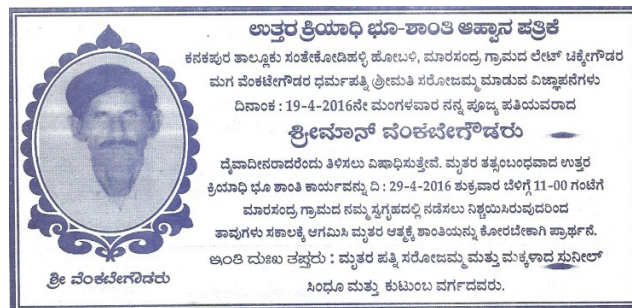 ಉತ್ತರ ಕ್ರಿಯಾಧಿ ಭೂ-ಶಾಂತಿ ಆಹ್ವಾನ ಪತ್ರಿಕೆ
ಕನಕಪುರ ತಾಲ್ಲೂಕು ಸಂತೇಕೋಡಿಹಳ್ಳಿ ಹೋಬಳಿ, ಮಾರಸಂದ್ರ ಗ್ರಾಮದ ಲೇಟ್ ಚಿಕ್ಕೇಗೌಡರ
ಮಗ ವೆಂಕಟೇಗೌಡರ ಧರ್ಮಪತ್ನಿ ಶ್ರೀಮತಿ ಸರೋಜಮ್ಮ ಮಾಡುವ ವಿಜ್ಞಾಪನೆಗಳು
ದಿನಾಂಕ : 19-4-2016ನೇ ಮಂಗಳವಾರ ನನ್ನ ಪೂಜ್ಯ ಪತಿಯವರಾದ
ಶ್ರೀಮಾನ್ ವೆಂಕಟೇಗೌಡರು
ದೈವಾದೀನರಾದರೆಂದು ತಿಳಿಸಲು ವಿಷಾಧಿಸುತ್ತೇವೆ. ಮೃತರ ತತ್ಸಂಬಂಧವಾದ ಉತ್ತರ
ಕ್ರಿಯಾಧಿ ಭೂ ಶಾಂತಿ ಕಾರ್ಯವನ್ನು ದಿ : 29-4-2016 ಶುಕ್ರವಾರ ಬೆಳಿಗ್ಗೆ 11-00 ಗಂಟೆಗೆ
ಮಾರಸಂದ್ರ ಗ್ರಾಮದ ನಮ್ಮ ಸ್ವಗೃಹದಲ್ಲಿ ನಡೆಸಲು ನಿಶ್ಚಯಿಸಿರುವುದರಿಂದ
ತಾವುಗಳು ಸಕಾಲಕ್ಕೆ ಆಗಮಿಸಿ ಮೃತರ ಆತ್ಮಕ್ಕೆ ಶಾಂತಿಯನ್ನು ಕೋರಬೇಕಾಗಿ ಪ್ರಾರ್ಥನೆ.
ಇಂತಿ ದುಃಖ ತಪ್ತರು : ಮೃತರ ಪತ್ನಿ ಸರೋಜಮ್ಮ ಮತ್ತು ಮಕ್ಕಳಾದ ಸುನೀಲ್
ಸಿಂಧೂ ಮತ್ತು ಕುಟುಂಬ ವರ್ಗದವರು.
ಶ್ರೀ ವೆಂಕಟೇಗೌಡರು